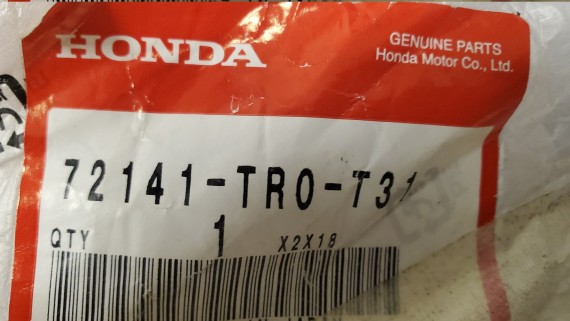 HONDA
GENUINE PARTS
Honda Motor Co., Ltd.
72141-TR0-T31
QTY 1 X2X18